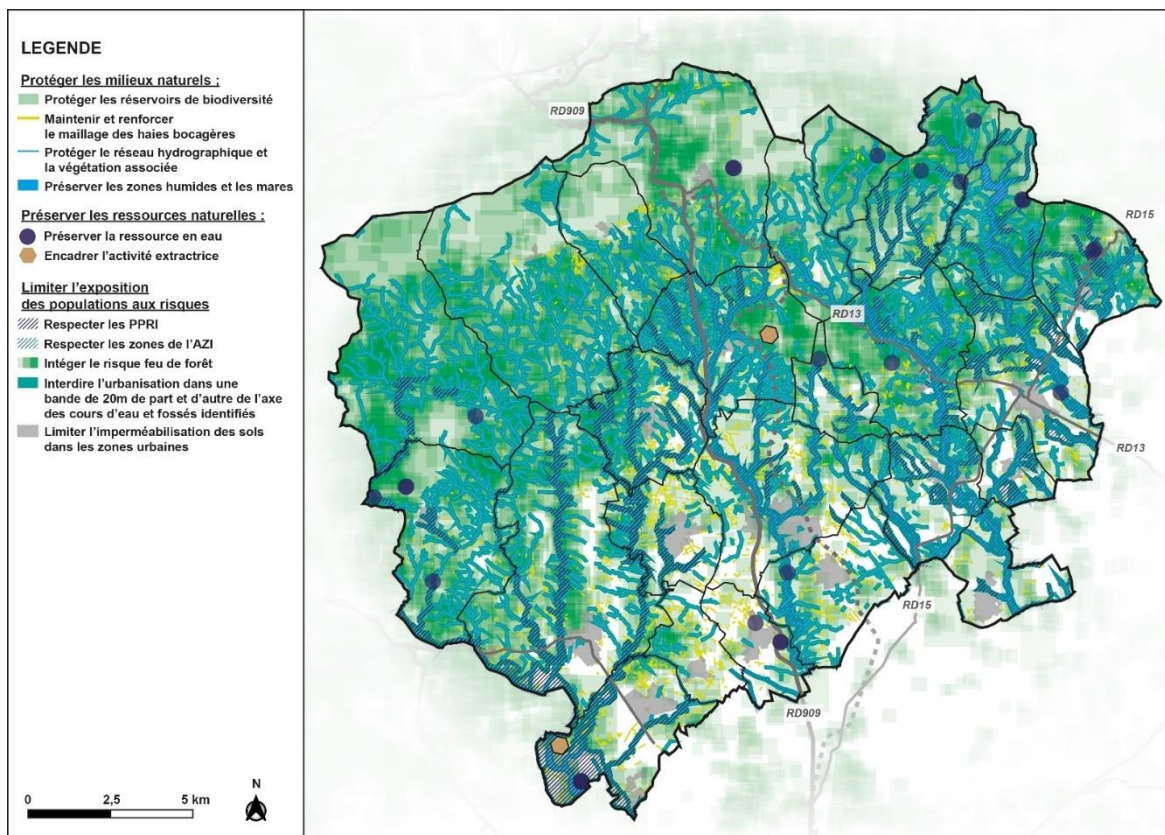 LEGENDE
Protéger les milieux naturels :
Protéger les réservoirs de biodiversité
Maintenir et renforcer
le maillage des haies bocagères
Protéger le réseau hydrographique et
la végétation associée
Préserver les zones humides et les mares
Préserver les ressources naturelles :
Préserver la ressource en eau
Encadrer l'activité extractrice
Limiter l'exposition
des populations aux risques
Respecter les PPRI
Respecter les zones de l'AZI
Intéger le risque feu de forêt
Interdire l'urbanisation dans une
bande de 20m de part et d'autre de l'axe
des cours d'eau et fossés identifiés
Limiter l'imperméabilisation des sols
dans les zones urbaines
0 2,5 5 km
N
RD909
RD15
RD13
RD13
RD15
RD909